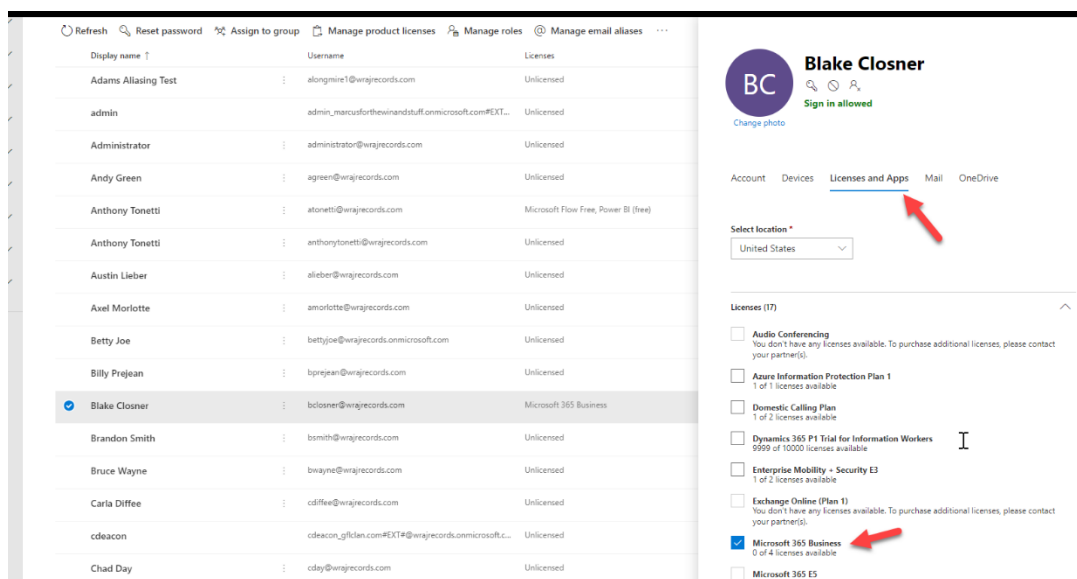 Refresh Reset password Assign to group Manage product licenses Manage roles Manage email aliases ...
Display name ↑ Username Licenses
Adams Aliasing Test alongmire1@wrajrecords.com Unlicensed
admin admin_marcusforthewinandstuff.onmicrosoft.com#EXT... Unlicensed
Administrator administrator@wrajrecords.com Unlicensed
Andy Green agreen@wrajrecords.com Unlicensed
Anthony Tonetti atonetti@wrajrecords.com Microsoft Flow Free, Power BI (free)
Anthony Tonetti anthonytonetti@wrajrecords.com Unlicensed
Austin Lieber alieber@wrajrecords.com Unlicensed
Axel Morlotte amorlotte@wrajrecords.com Unlicensed
Betty Joe bettyjoe@wrajrecords.onmicrosoft.com Unlicensed
Billy Prejean bprejean@wrajrecords.com Unlicensed
Blake Closner bclosner@wrajrecords.com Microsoft 365 Business
Brandon Smith bsmith@wrajrecords.com Unlicensed
Bruce Wayne bwayne@wrajrecords.com Unlicensed
Carla Diffee cdiffee@wrajrecords.com Unlicensed
cdeacon cdeacon_gflclan.com#EXT#@wrajrecords.onmicrosoft.c... Unlicensed
Chad Day cday@wrajrecords.com Unlicensed
BC
Change photo
Blake Closner
Sign in allowed
Account Devices Licenses and Apps Mail OneDrive
Select location *
United States
Licenses (17)
Audio Conferencing
You don't have any licenses available. To purchase additional licenses, please contact
your partner(s).
Azure Information Protection Plan 1
1 of 1 licenses available
Domestic Calling Plan
1 of 2 licenses available
Dynamics 365 P1 Trial for Information Workers
9999 of 10000 licenses available
Enterprise Mobility + Security E3
1 of 2 licenses available
Exchange Online (Plan 1)
You don't have any licenses available. To purchase additional licenses, please contact
your partner(s).
Microsoft 365 Business
0 of 4 licenses available
Microsoft 365 E5